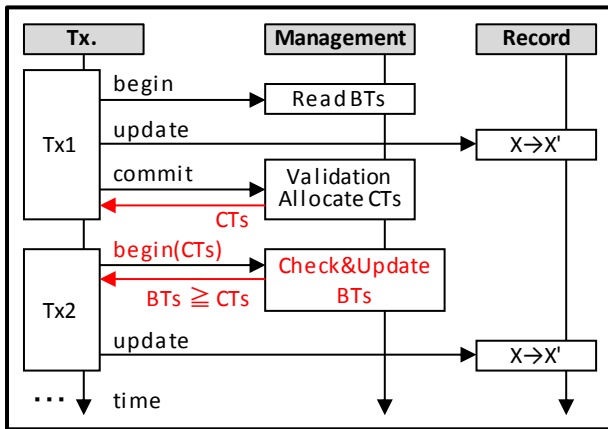 Tx. Management Record
begin
Read BTs
Tx1
update
X→X'
commit
Validation
Allocate CTs
CTs
begin(CTs)
Check&Update
BTs
BTs ≧ CTs
Tx2
update
X→X'
... time